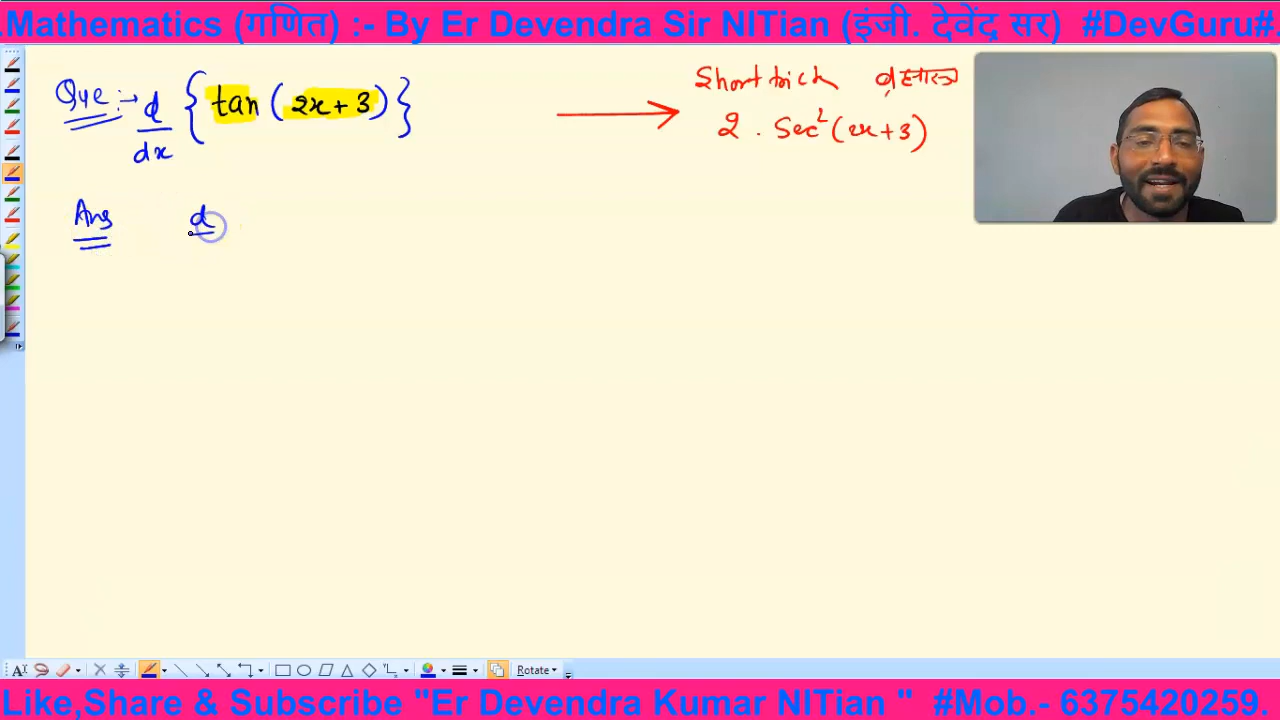 .Mathematics (गणित) :- By Er Devendra Sir NITian (इंजी. देवेंद्र सर) #DevGuru#.
Que :→ d/dx { tan ( 2x + 3 ) }
Short trick ब्रह्मास्त्र
2 . Sec² (2x+3)
Ans d
Rotate
Like,Share & Subscribe "Er Devendra Kumar NITian " #Mob.- 6375420259.